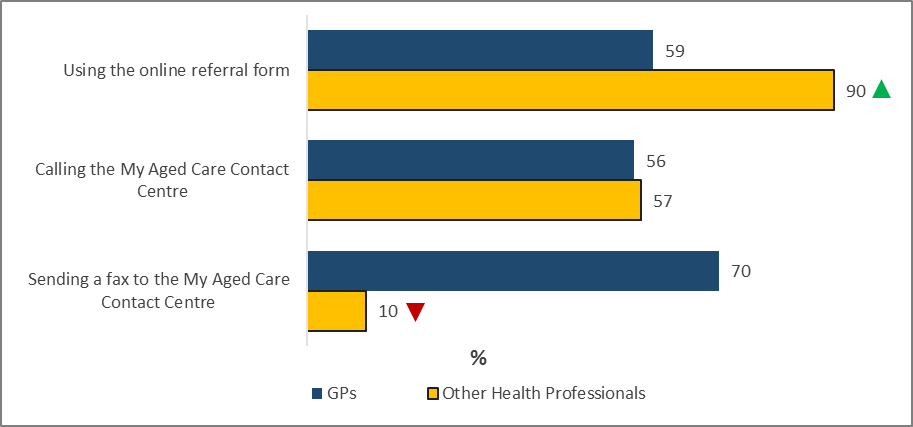 Using the online referral form
59
90
Calling the My Aged Care Contact
Centre
56
57
Sending a fax to the My Aged Care
Contact Centre
70
10
%
GPs
Other Health Professionals